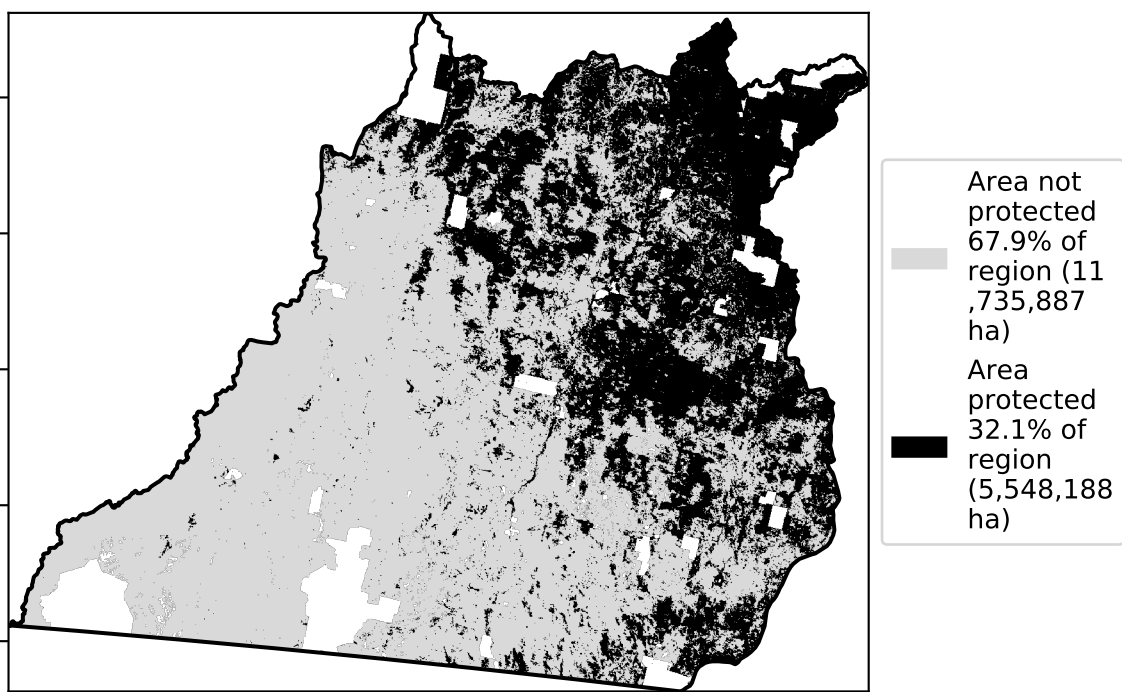 Area not
protected
67.9% of
region (11
,735,887
ha)
Area
protected
32.1% of
region
(5,548,188
ha)